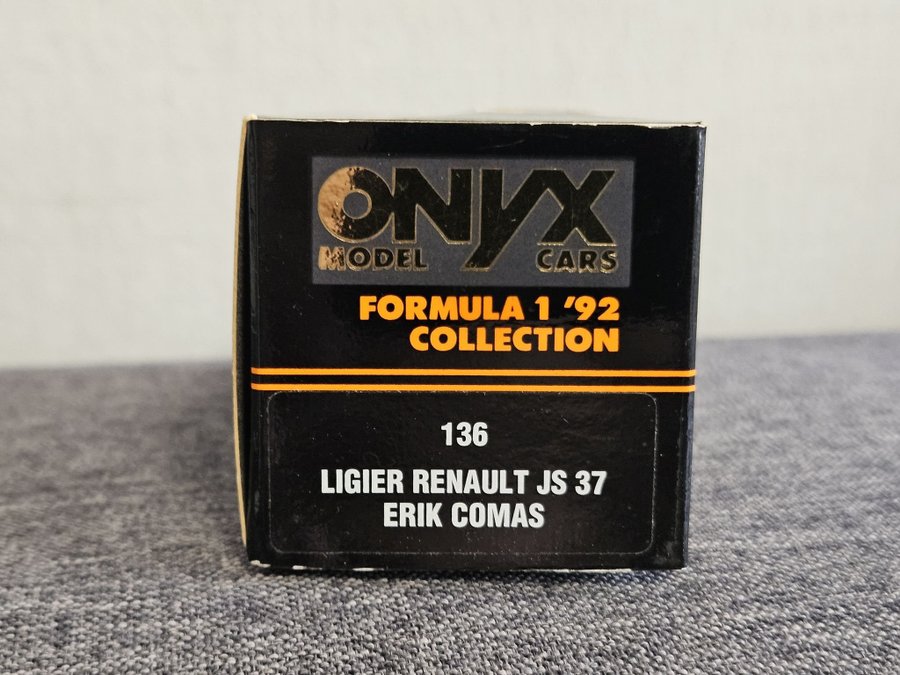 ONYX
MODEL CARS
FORMULA 1 '92
COLLECTION
136
LIGIER RENAULT JS 37
ERIK COMAS